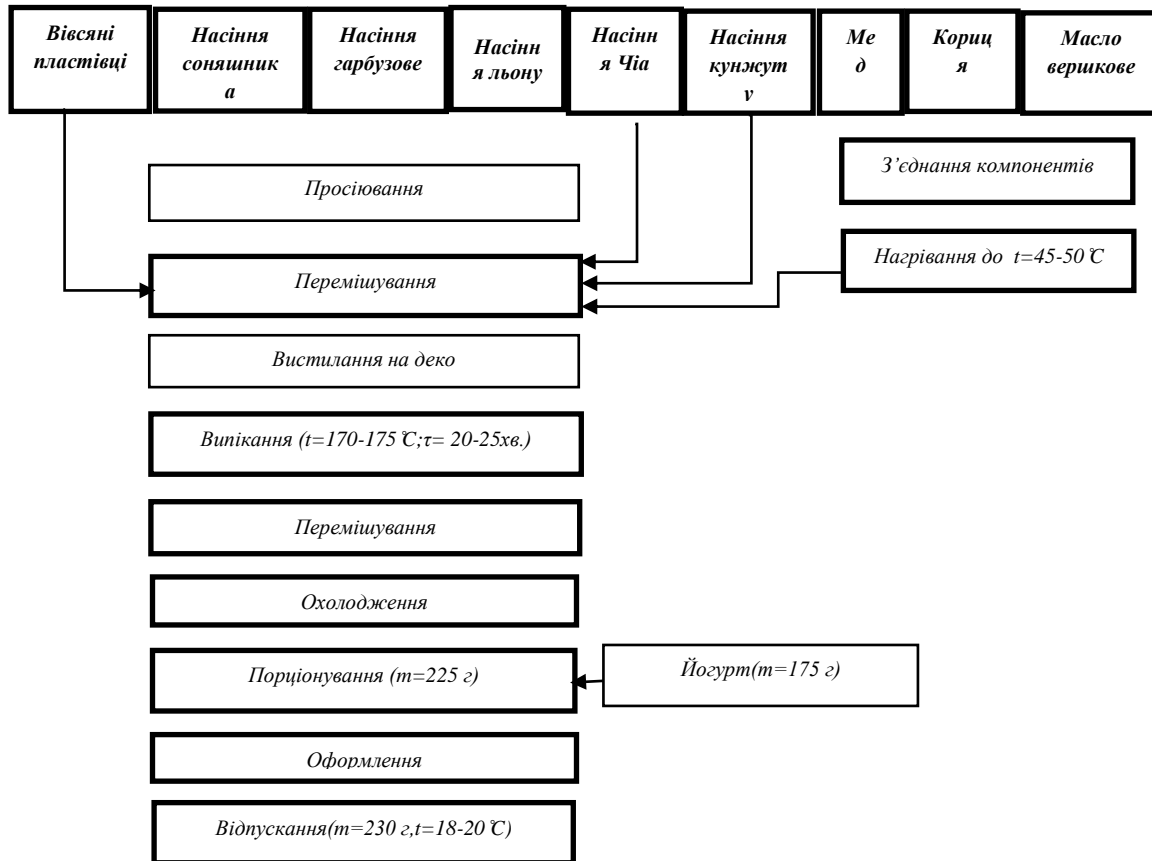 Вівсяні
пластівці
Насіння
соняшник
а
Насіння
гарбузове
Насінн
я льону
Насінн
я Чіа
Насіння
кунжут
у
Ме
д
Кориц
я
Масло
вершкове
Просіювання
З’єднання компонентів
Перемішування
Нагрівання до t=45-50 ℃
Вистилання на деко
Випікання (t=170-175 ℃;τ= 20-25хв.)
Перемішування
Охолодження
Порціонування (m=225 г)
Йогурт(m=175 г)
Оформлення
Відпускання(m=230 г,t=18-20 ℃)